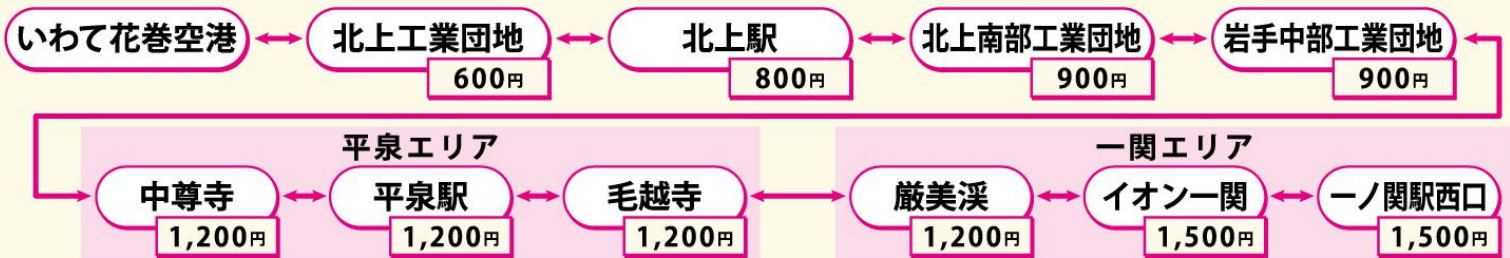 いわて花巻空港 北上工業団地 北上駅 北上南部工業団地 岩手中部工業団地
600円 800円 900円 900円
平泉エリア 一関エリア
中尊寺 平泉駅 毛越寺 厳美渓 イオン一関 一ノ関駅西口
1,200円 1,200円 1,200円 1,200円 1,500円 1,500円